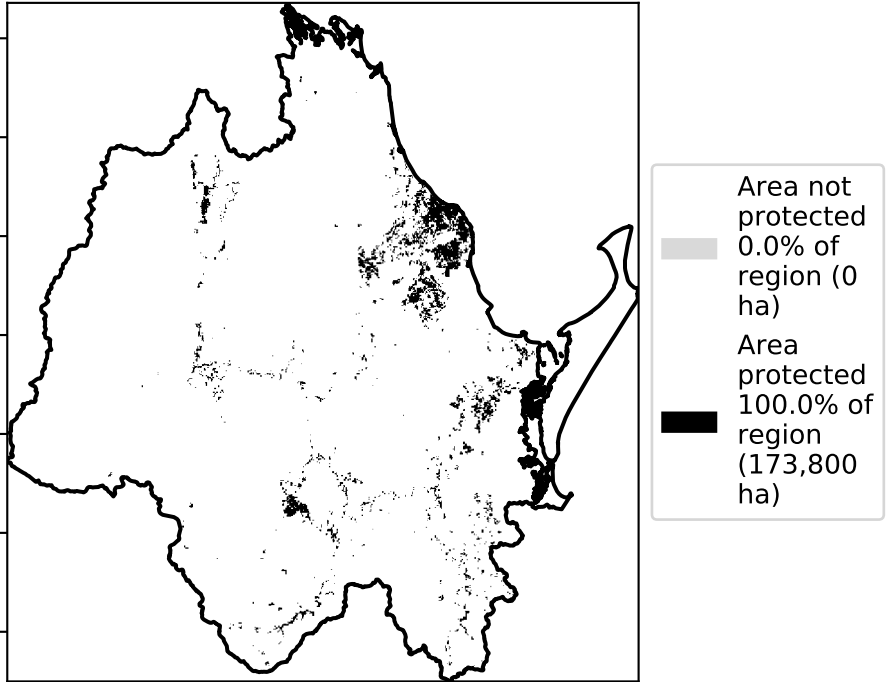 Area not
protected
0.0% of
region (0
ha)
Area
protected
100.0% of
region
(173,800
ha)